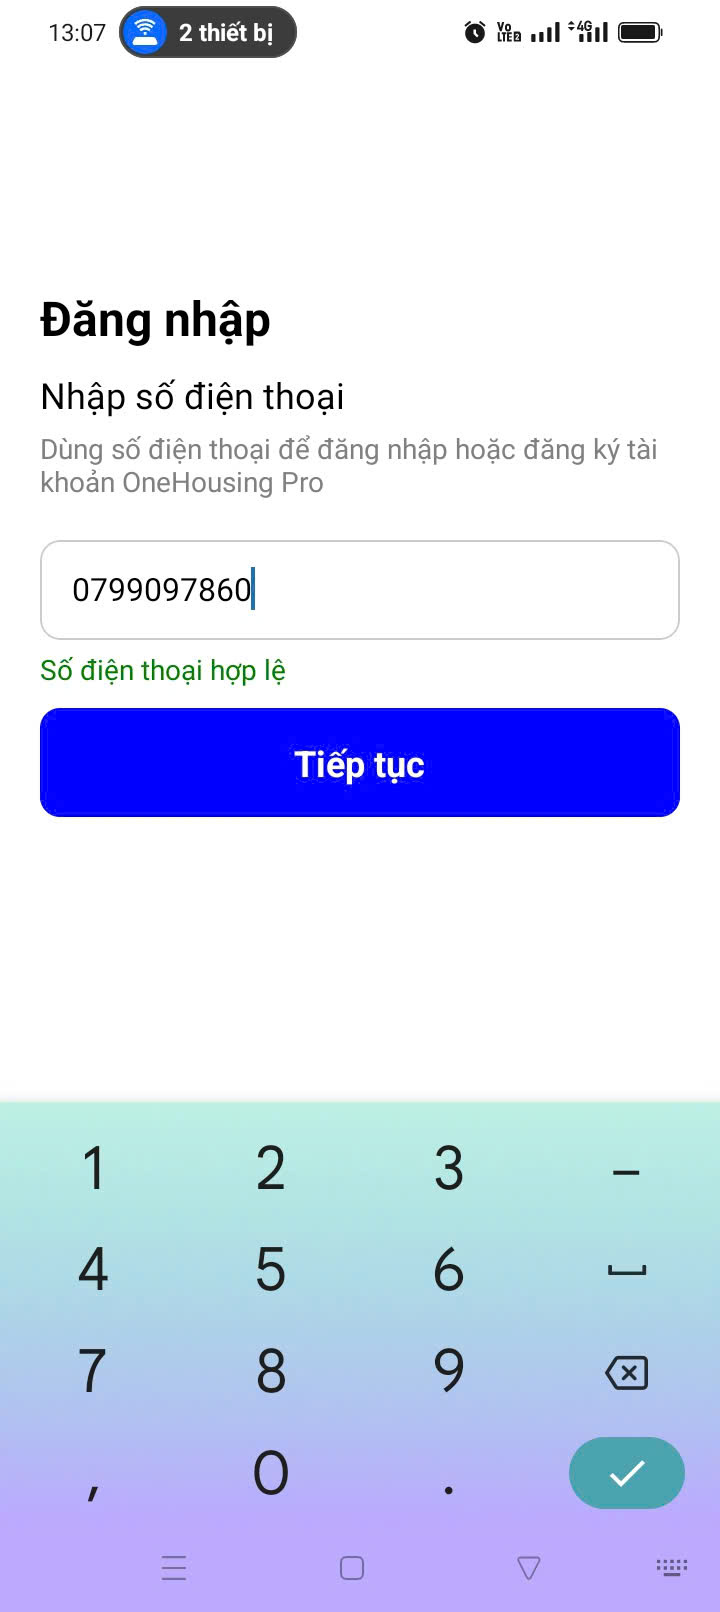 13:07 2 thiết bị Vo LTE2 4G
Đăng nhập
Nhập số điện thoại
Dùng số điện thoại để đăng nhập hoặc đăng ký tài
khoản OneHousing Pro
0799097860
Số điện thoại hợp lệ
Tiếp tục
1 2 3 –
4 5 6
7 8 9
, 0 .